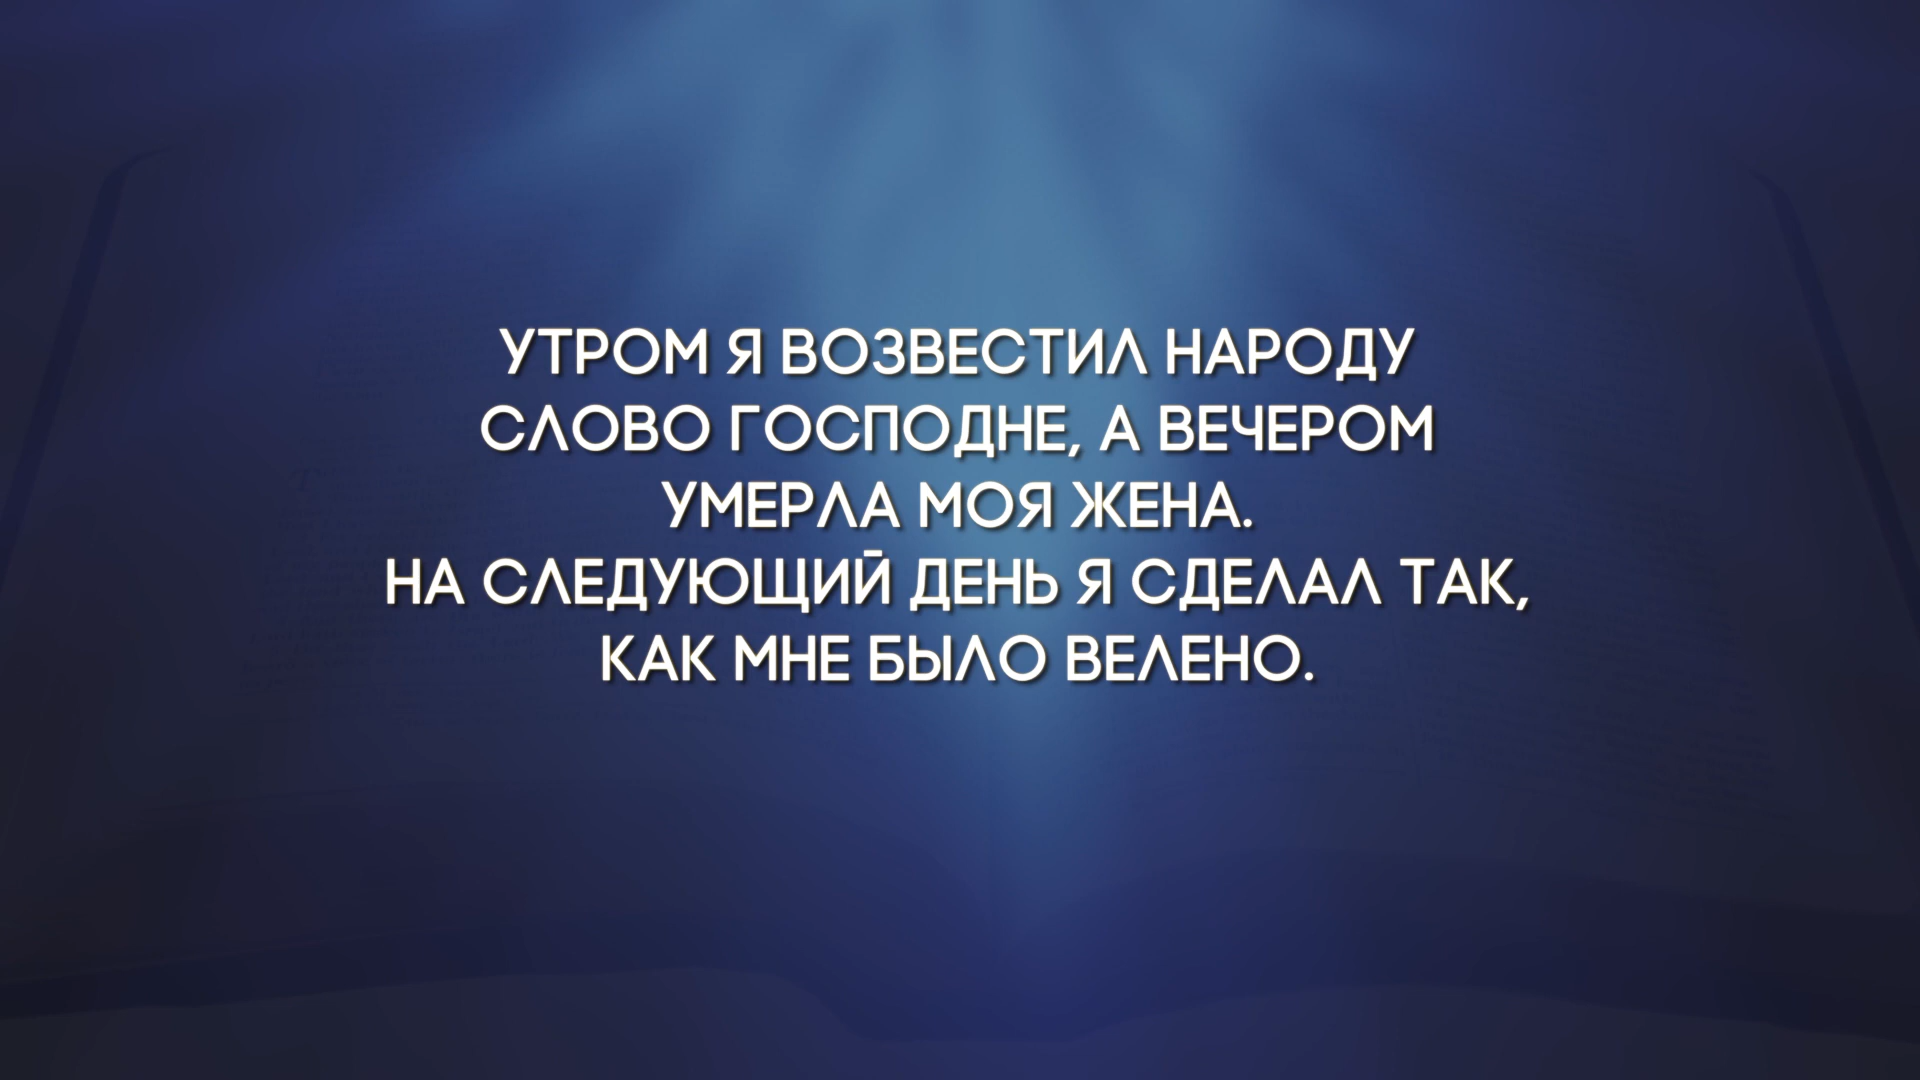 УТРОМ Я ВОЗВЕСТИЛ НАРОДУ
СЛОВО ГОСПОДНЕ, А ВЕЧЕРОМ
УМЕРЛА МОЯ ЖЕНА.
НА СЛЕДУЮЩИЙ ДЕНЬ Я СДЕЛАЛ ТАК,
КАК МНЕ БЫЛО ВЕЛЕНО.